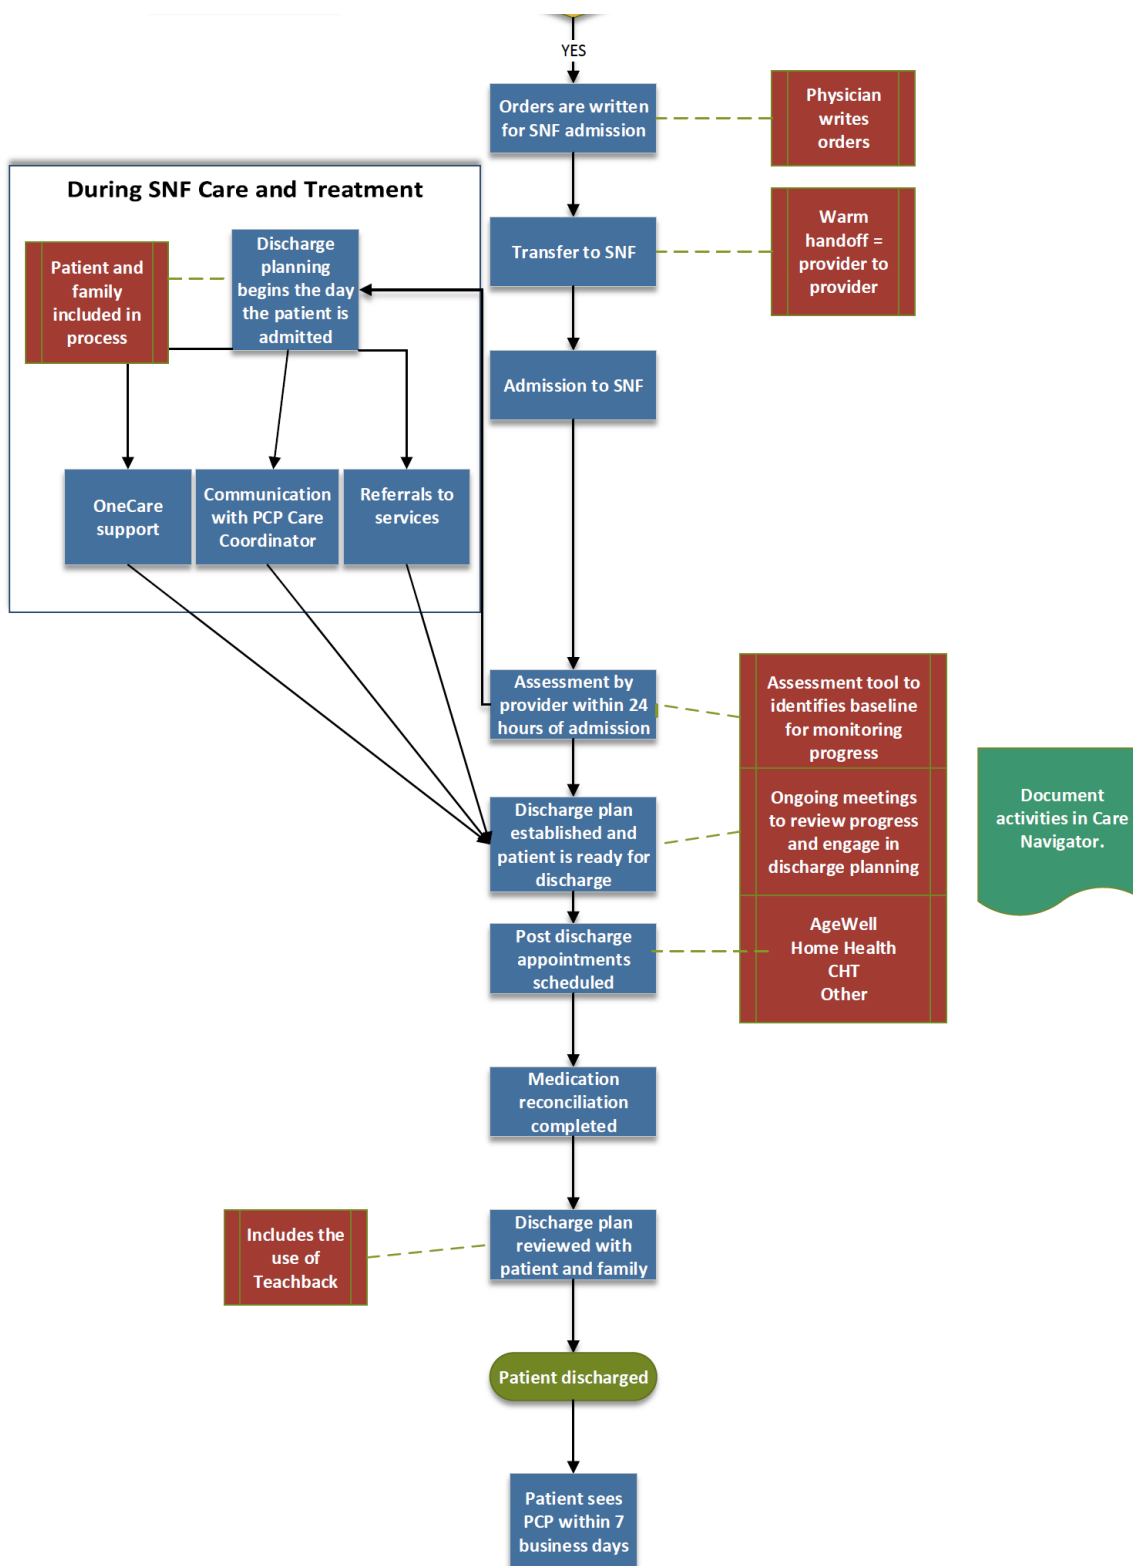 YES
Orders are written
for SNF admission
Physician
writes
orders
During SNF Care and Treatment
Patient and
family
included in
process
Discharge
planning
begins the day
the patient is
admitted
Transfer to SNF
Warm
handoff =
provider to
provider
Admission to SNF
OneCare
support
Communication
with PCP Care
Coordinator
Referrals to
services
Assessment by
provider within 24
hours of admission
Assessment tool to
identifies baseline
for monitoring
progress
Discharge plan
established and
patient is ready for
discharge
Ongoing meetings
to review progress
and engage in
discharge planning
Document
activities in Care
Navigator.
Post discharge
appointments
scheduled
AgeWell
Home Health
CHT
Other
Medication
reconciliation
completed
Includes the
use of
Teachback
Discharge plan
reviewed with
patient and family
Patient discharged
Patient sees
PCP within 7
business days